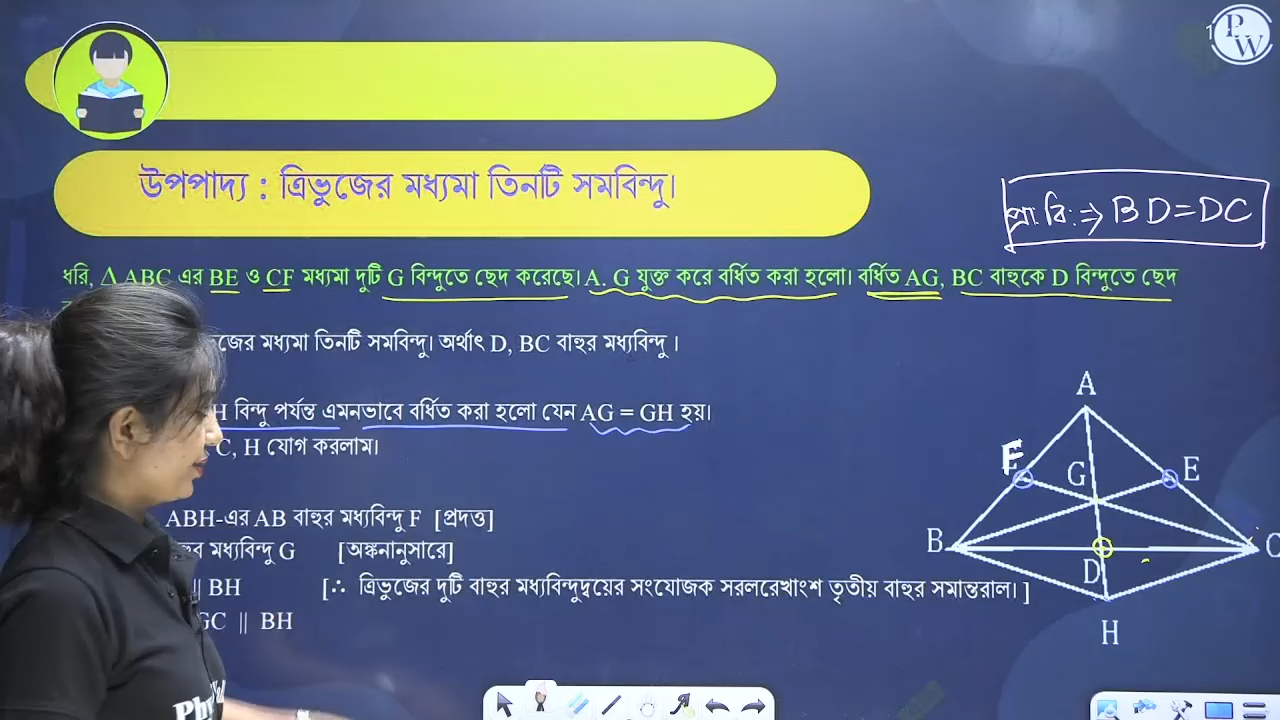 PW
উপপাদ্য : ত্রিভুজের মধ্যমা তিনটি সমবিন্দু।
প্রা. বি: ⇒ BD = DC
ধরি, Δ ABC এর BE ও CF মধ্যমা দুটি G বিন্দুতে ছেদ করেছে। A. G যুক্ত করে বর্ধিত করা হলো। বর্ধিত AG, BC বাহুকে D বিন্দুতে ছেদ
মধ্যমা তিনটি সমবিন্দু। অর্থাৎ D, BC বাহুর মধ্যবিন্দু ।
H বিন্দু পর্যন্ত এমনভাবে বর্ধিত করা হলো যেন AG = GH হয়।
C, H যোগ করলাম।
ABH-এর AB বাহুর মধ্যবিন্দু F [প্রদত্ত]
মধ্যবিন্দু G [অঙ্কনানুসারে]
|| BH [∴ ত্রিভুজের দুটি বাহুর মধ্যবিন্দুদ্বয়ের সংযোজক সরলরেখাংশ তৃতীয় বাহুর সমান্তরাল। ]
GC || BH
A
F G E
B C
D
H